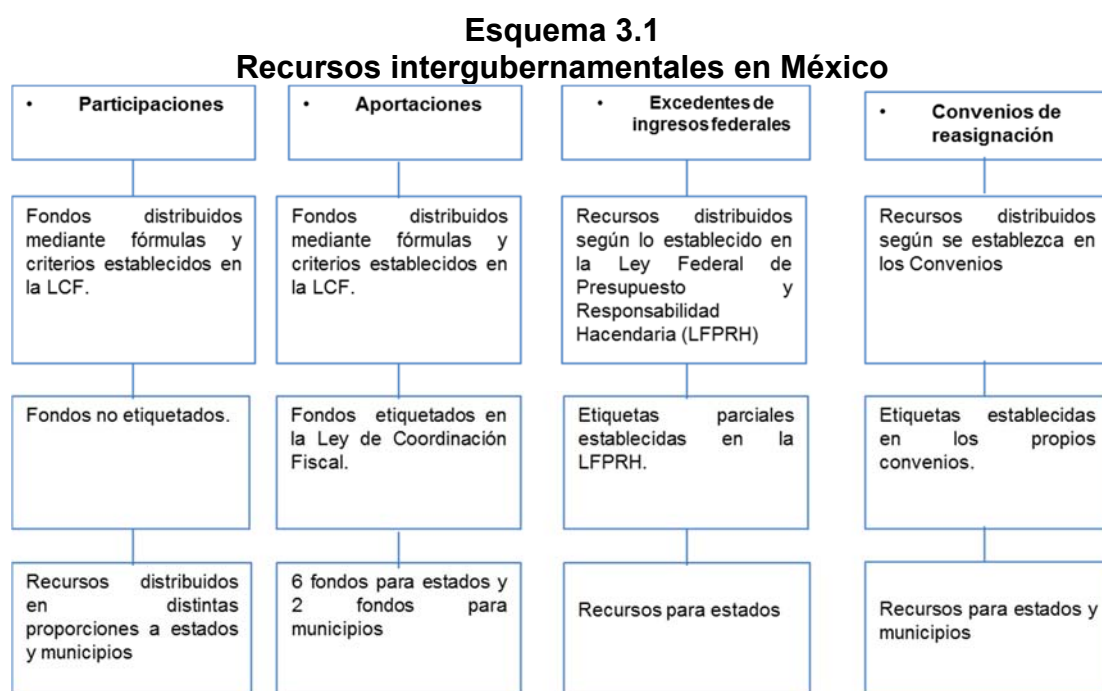 Esquema 3.1
Recursos intergubernamentales en México
• Participaciones
Fondos distribuidos
mediante fórmulas y
criterios establecidos en
la LCF.
Fondos no etiquetados.
Recursos distribuidos
en distintas
proporciones a estados
y municipios
• Aportaciones
Fondos distribuidos
mediante fórmulas y
criterios establecidos en
la LCF.
Fondos etiquetados en
la Ley de Coordinación
Fiscal.
6 fondos para estados y
2 fondos para
municipios
• Excedentes de
ingresos federales
Recursos distribuidos
según lo establecido en
la Ley Federal de
Presupuesto y
Responsabilidad
Hacendaria (LFPRH)
Etiquetas parciales
establecidas en la
LFPRH.
Recursos para estados
• Convenios de
reasignación
Recursos distribuidos
según se establezca en
los Convenios
Etiquetas establecidas
en los propios
convenios.
Recursos para estados y
municipios